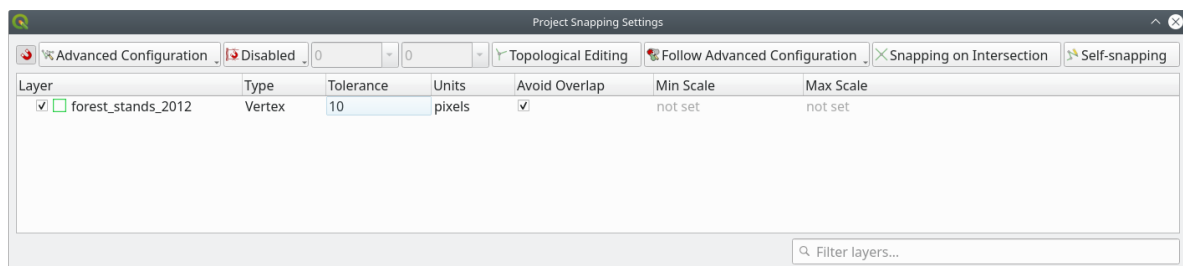 Project Snapping Settings
Advanced Configuration Disabled 0 0 Topological Editing Follow Advanced Configuration Snapping on Intersection Self-snapping
Layer Type Tolerance Units Avoid Overlap Min Scale Max Scale
forest_stands_2012 Vertex 10 pixels not set not set
Filter layers...